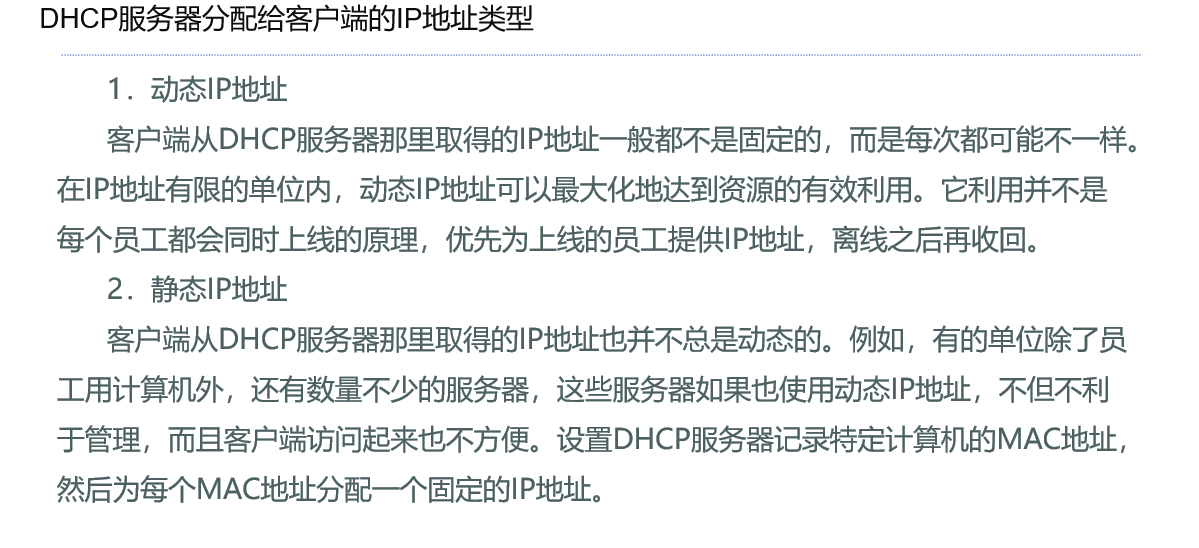 DHCP服务器分配给客户端的IP地址类型
1．动态IP地址
客户端从DHCP服务器那里取得的IP地址一般都不是固定的，而是每次都可能不一样。
在IP地址有限的单位内，动态IP地址可以最大化地达到资源的有效利用。它利用并不是
每个员工都会同时上线的原理，优先为上线的员工提供IP地址，离线之后再收回。
2．静态IP地址
客户端从DHCP服务器那里取得的IP地址也并不总是动态的。例如，有的单位除了员
工用计算机外，还有数量不少的服务器，这些服务器如果也使用动态IP地址，不但不利
于管理，而且客户端访问起来也不方便。设置DHCP服务器记录特定计算机的MAC地址，
然后为每个MAC地址分配一个固定的IP地址。